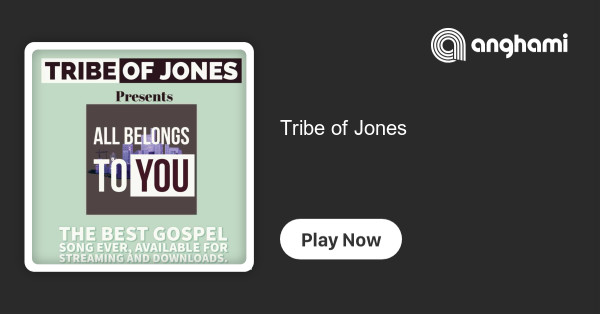 TRIBE OF JONES
Presents
ALL BELONGS
TO YOU
THE BEST GOSPEL
SONG EVER, AVAILABLE FOR
STREAMING AND DOWNLOADS.
anghami
Tribe of Jones
Play Now